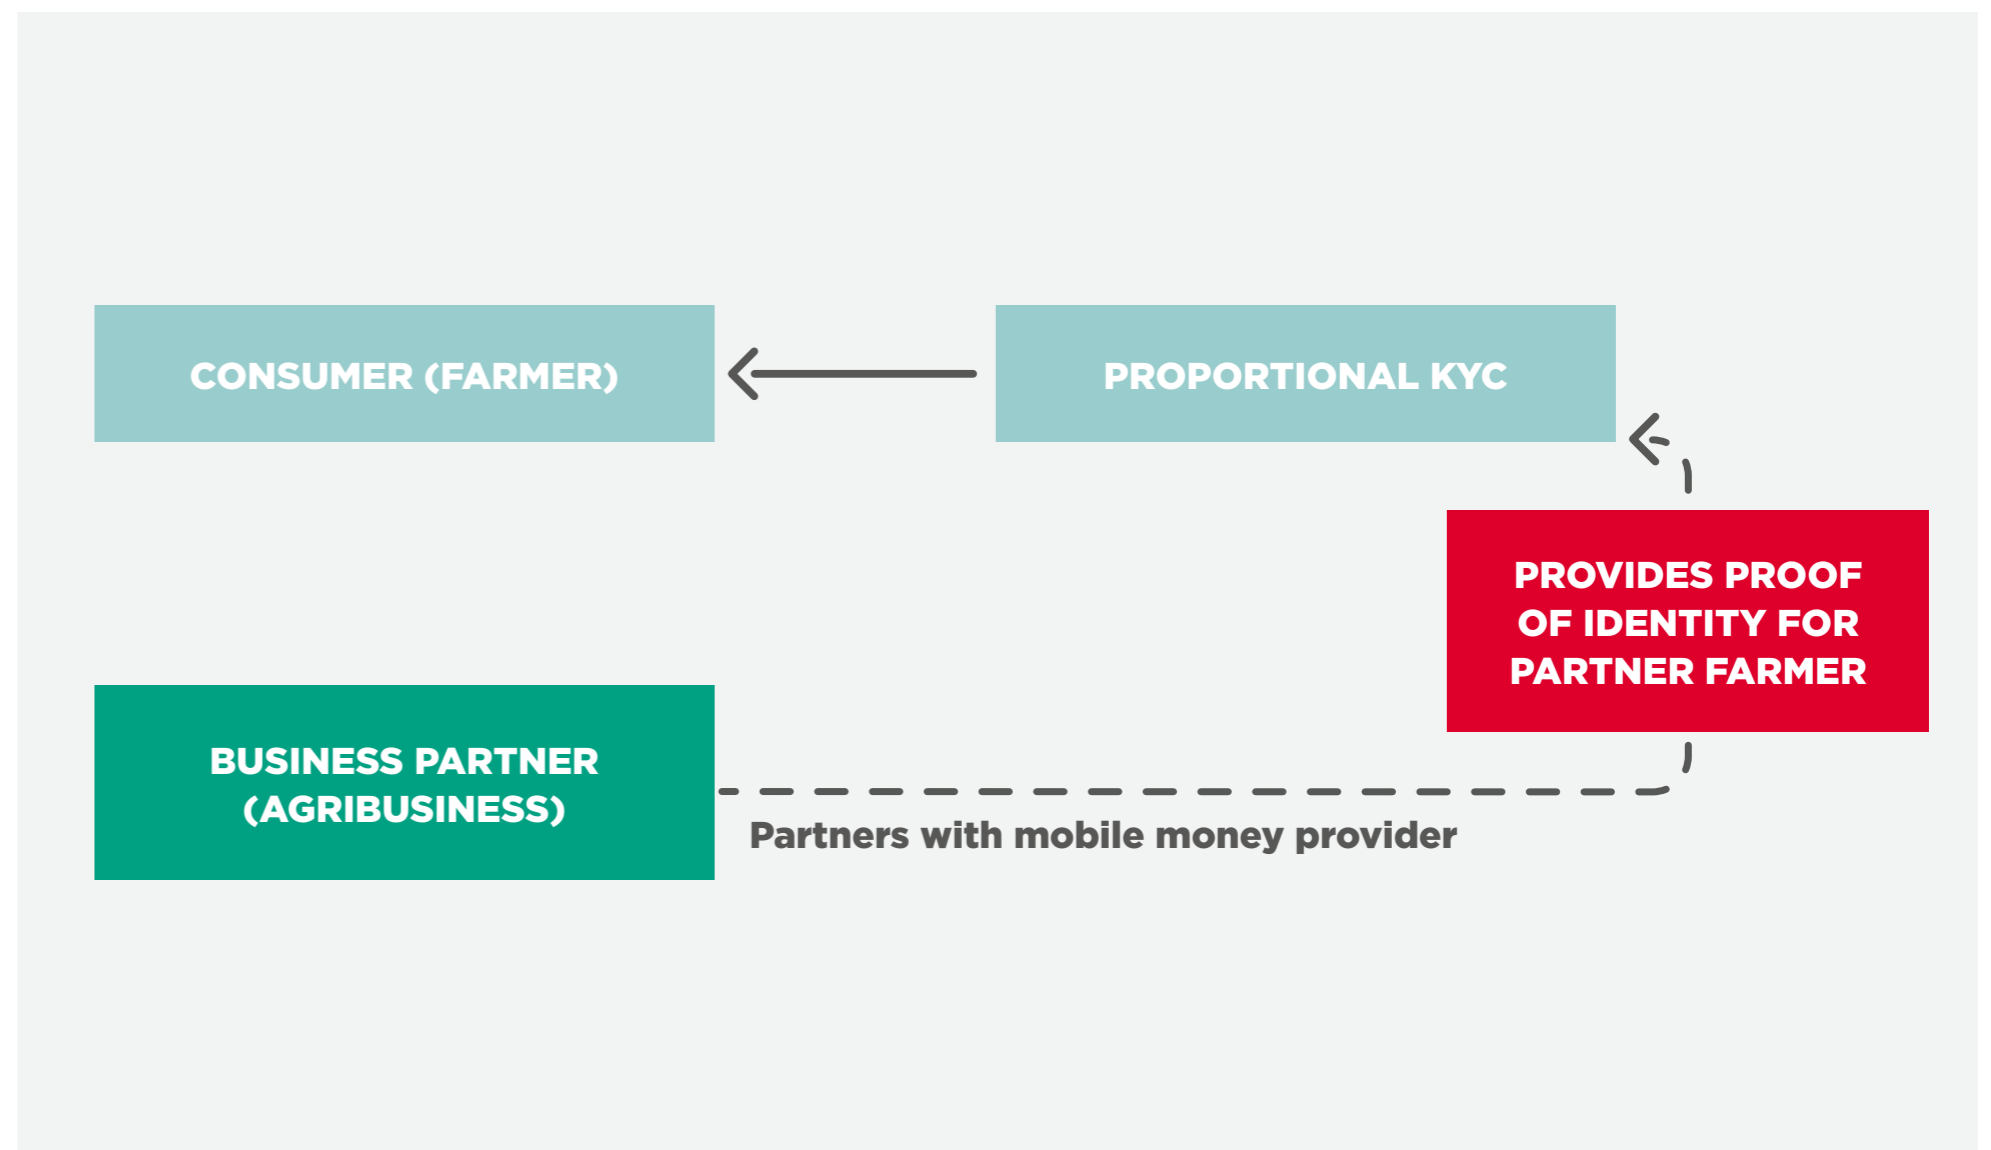 CONSUMER (FARMER)
PROPORTIONAL KYC
PROVIDES PROOF
OF IDENTITY FOR
PARTNER FARMER
BUSINESS PARTNER
(AGRIBUSINESS)
Partners with mobile money provider